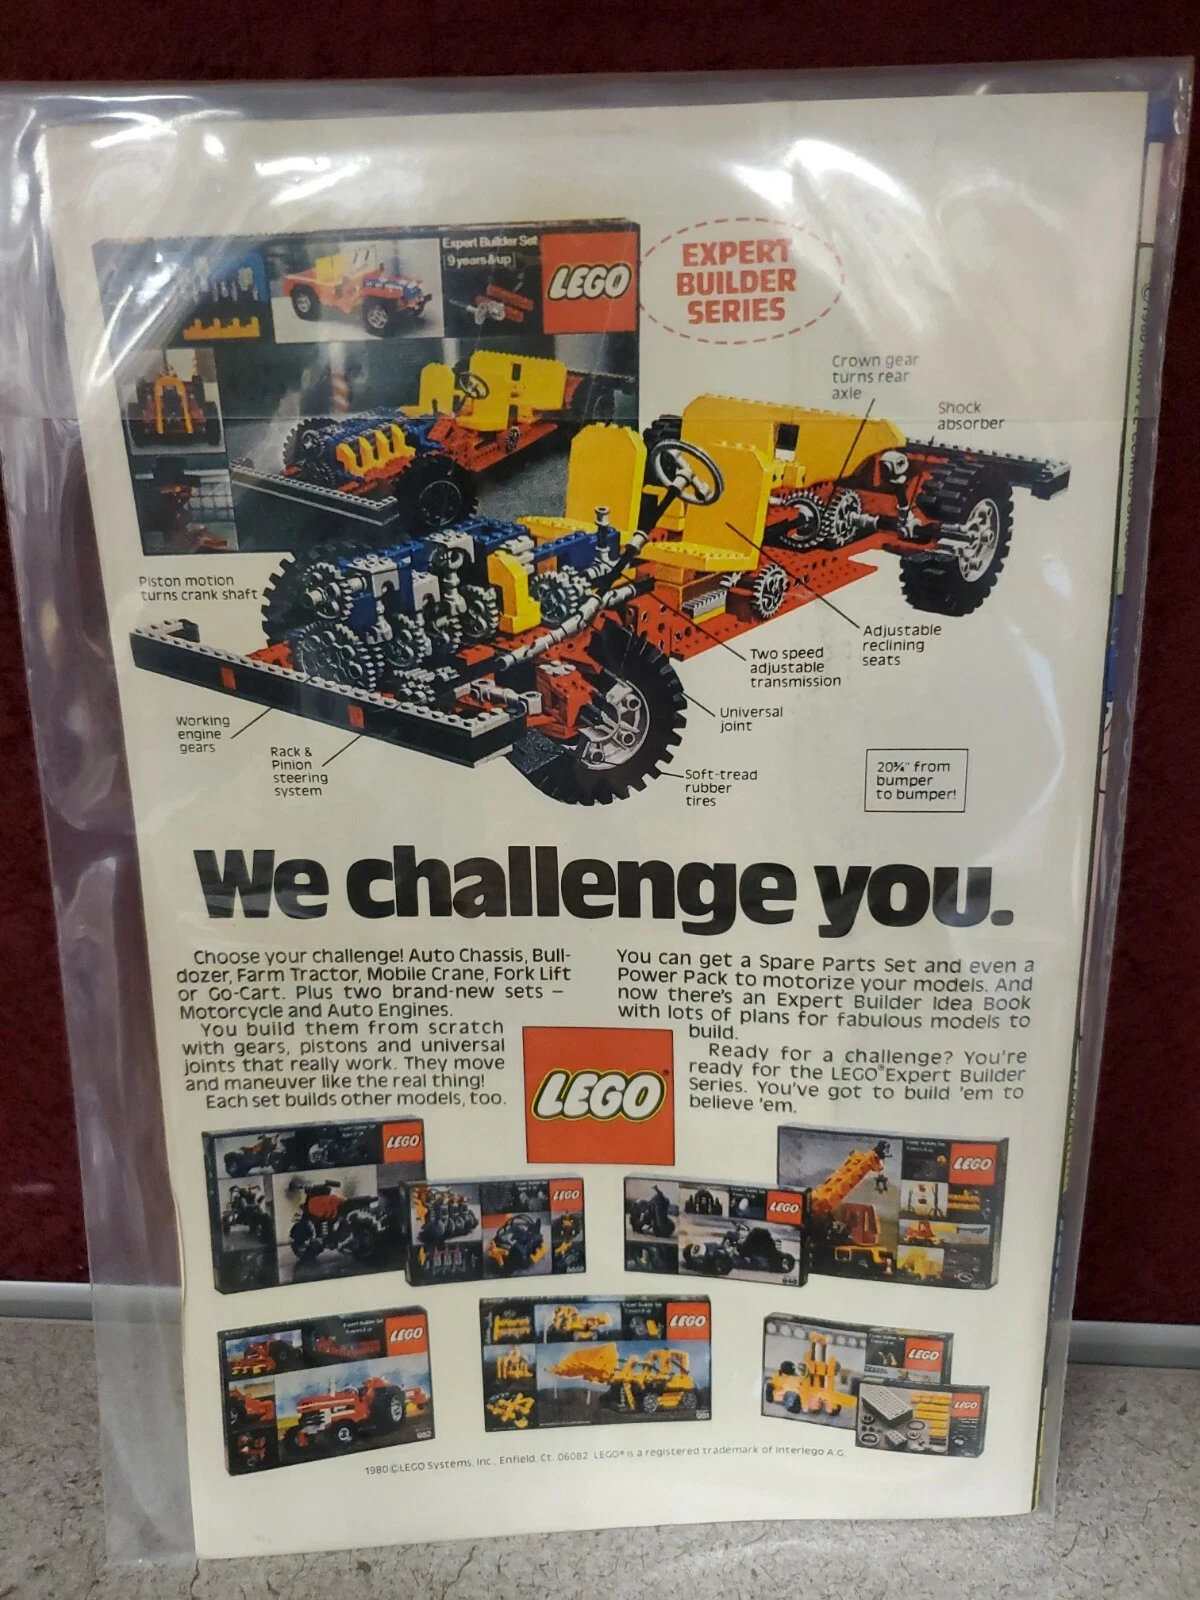 Expert Builder Set
9 years & up
LEGO
EXPERT
BUILDER
SERIES
Crown gear
turns rear
axle
Shock
absorber
Piston motion
turns crank shaft
Adjustable
reclining
seats
Two speed
adjustable
transmission
Universal
joint
Working
engine
gears
Rack &
Pinion
steering
system
Soft-tread
rubber
tires
20¾" from
bumper
to bumper!
We challenge you.
Choose your challenge! Auto Chassis, Bull-
dozer, Farm Tractor, Mobile Crane, Fork Lift
or Go-Cart. Plus two brand-new sets –
Motorcycle and Auto Engines.
You build them from scratch
with gears, pistons and universal
joints that really work. They move
and maneuver like the real thing!
Each set builds other models, too.
You can get a Spare Parts Set and even a
Power Pack to motorize your models. And
now there's an Expert Builder Idea Book
with lots of plans for fabulous models to
build.
Ready for a challenge? You're
ready for the LEGO® Expert Builder
Series. You've got to build 'em to
believe 'em.
LEGO®
LEGO
LEGO
LEGO
LEGO
LEGO
952
LEGO
951
LEGO
LEGO
1980 © LEGO Systems, Inc., Enfield, Ct. 06082 LEGO® is a registered trademark of Interlego A.G.